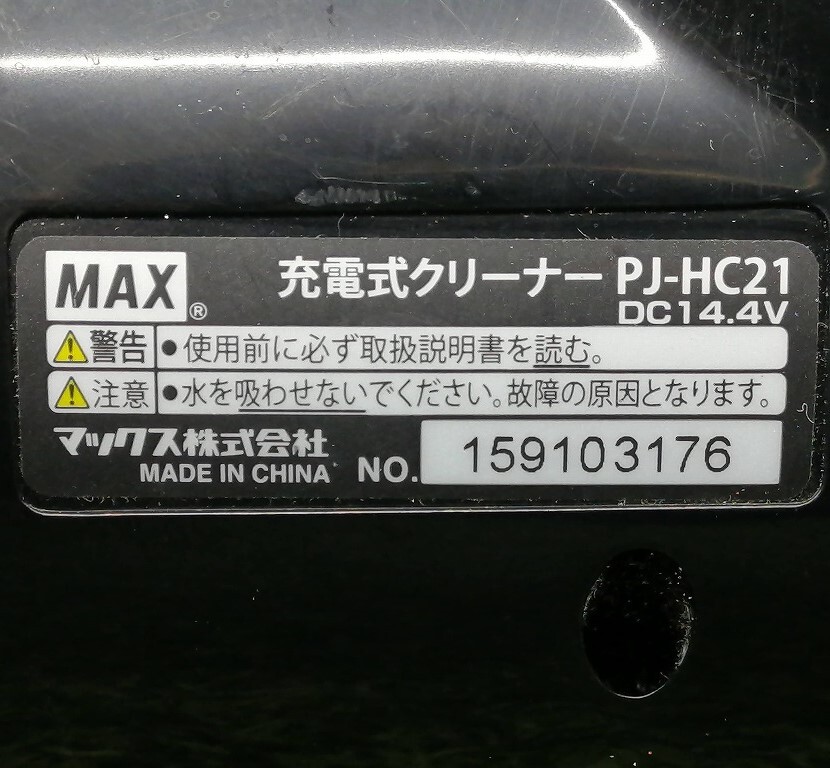 MAX® 充電式クリーナー PJ-HC21
DC14.4V
警告 ●使用前に必ず取扱説明書を読む。
注意 ●水を吸わせないでください。故障の原因となります。
マックス株式会社
MADE IN CHINA NO. 159103176